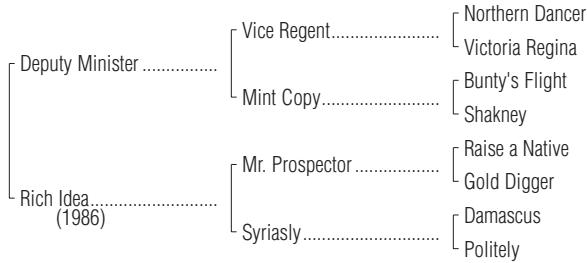 Northern Dancer
Vice Regent..................
Victoria Regina
Deputy Minister ...............
Bunty's Flight
Mint Copy....................
Shakney
Raise a Native
Mr. Prospector ..............
Gold Digger
Rich Idea.........................
(1986)
Damascus
Syriasly.......................
Politely